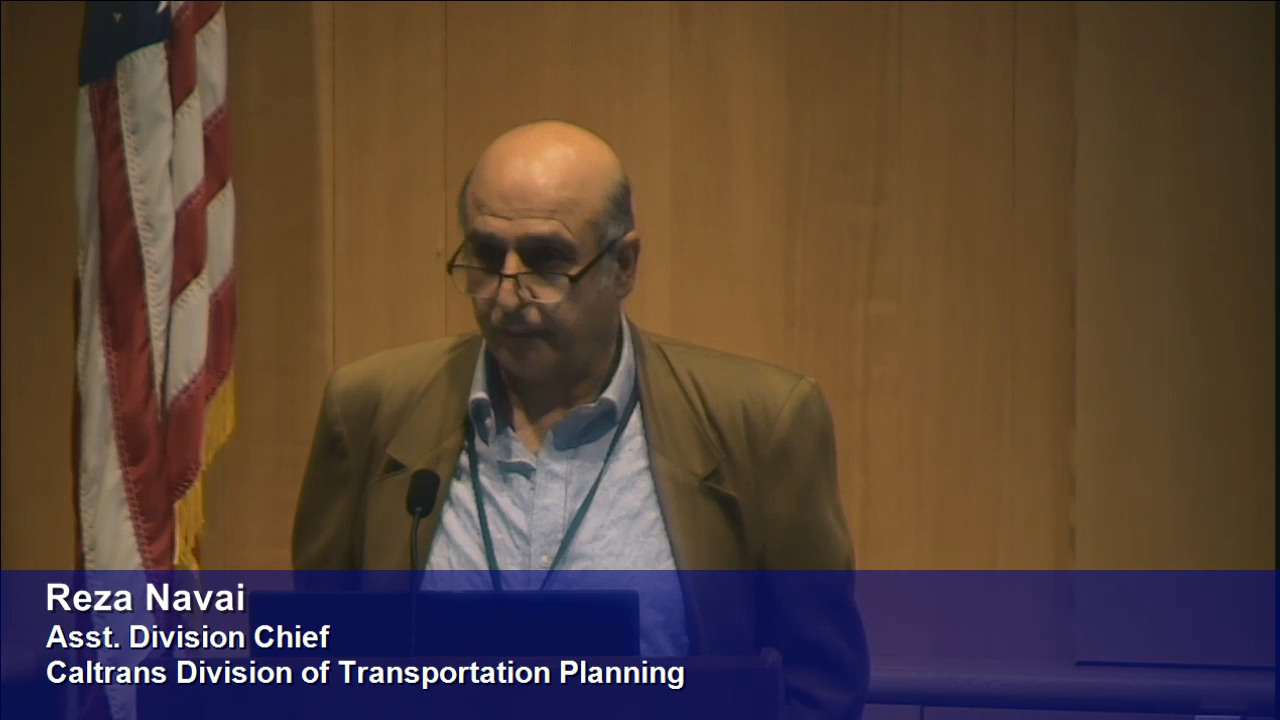 Reza Navai
Asst. Division Chief
Caltrans Division of Transportation Planning